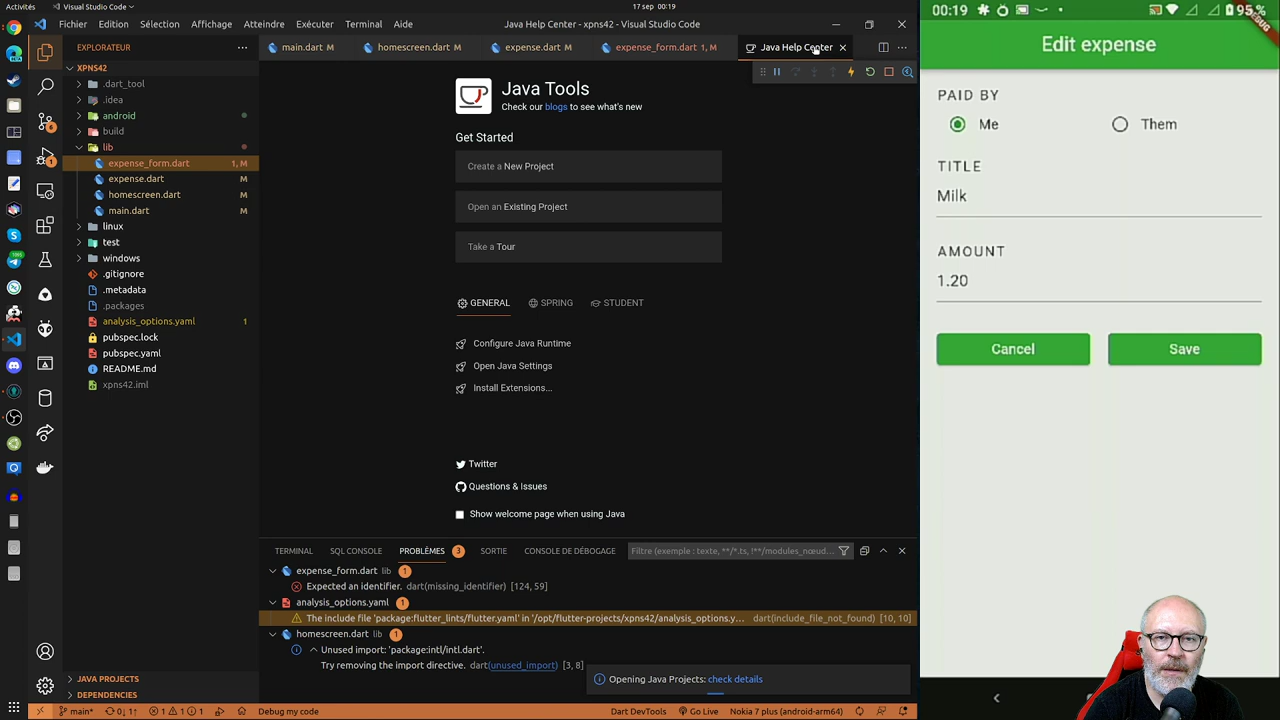 Activités
Visual Studio Code
17 sep 00:19
Fichier Edition Sélection Affichage Atteindre Exécuter Terminal Aide
Java Help Center - xpns42 - Visual Studio Code
EXPLORATEUR
main.dart M
homescreen.dart M
expense.dart M
expense_form.dart 1, M
Java Help Center
XPNS42
.dart_tool
.idea
android
build
lib
expense_form.dart 1, M
expense.dart M
homescreen.dart M
main.dart M
linux
test
windows
.gitignore
.metadata
.packages
analysis_options.yaml 1
pubspec.lock
pubspec.yaml
README.md
xpns42.iml
JAVA PROJECTS
DEPENDENCIES
Java Tools
Check our blogs to see what's new
Get Started
Create a New Project
Open an Existing Project
Take a Tour
GENERAL SPRING STUDENT
Configure Java Runtime
Open Java Settings
Install Extensions...
Twitter
Questions & Issues
Show welcome page when using Java
TERMINAL SQL CONSOLE PROBLÈMES 3 SORTIE CONSOLE DE DÉBOGAGE
Filtre (exemple : texte, **/*.ts, !**/modules_nœud...
expense_form.dart lib 1
Expected an identifier. dart(missing_identifier) [124, 59]
analysis_options.yaml 1
The include file 'package:flutter_lints/flutter.yaml' in '/opt/flutter-projects/xpns42/analysis_options.y... dart(include_file_not_found) [10, 10]
homescreen.dart lib 1
Unused import: 'package:intl/intl.dart'.
Try removing the import directive. dart(unused_import) [3, 8]
Opening Java Projects: check details
main* 0↓ 1↑ 1 1 1 Debug my code
Dart DevTools Go Live Nokia 7 plus (android-arm64)
00:19
95%
Edit expense
PAID BY
Me
Them
TITLE
Milk
AMOUNT
1.20
Cancel
Save